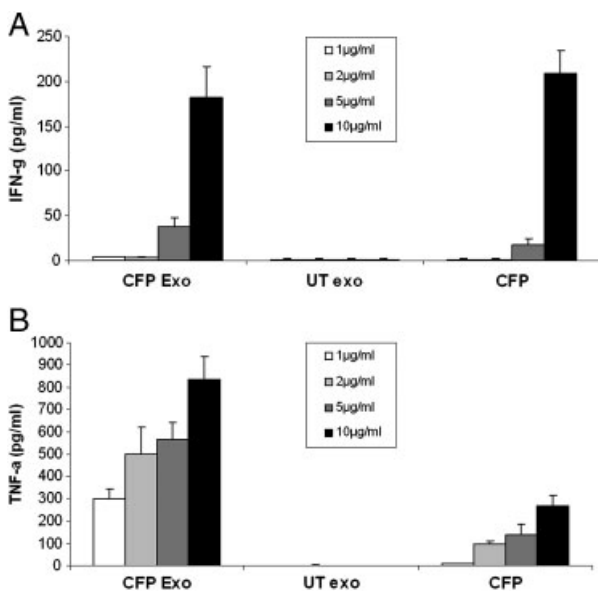 A
IFN-g (pg/ml)
250
200
150
100
50
0
1µg/ml
2µg/ml
5µg/ml
10µg/ml
CFP Exo
UT exo
CFP
B
TNF-a (pg/ml)
1000
900
800
700
600
500
400
300
200
100
0
1µg/ml
2µg/ml
5µg/ml
10µg/ml
CFP Exo
UT exo
CFP